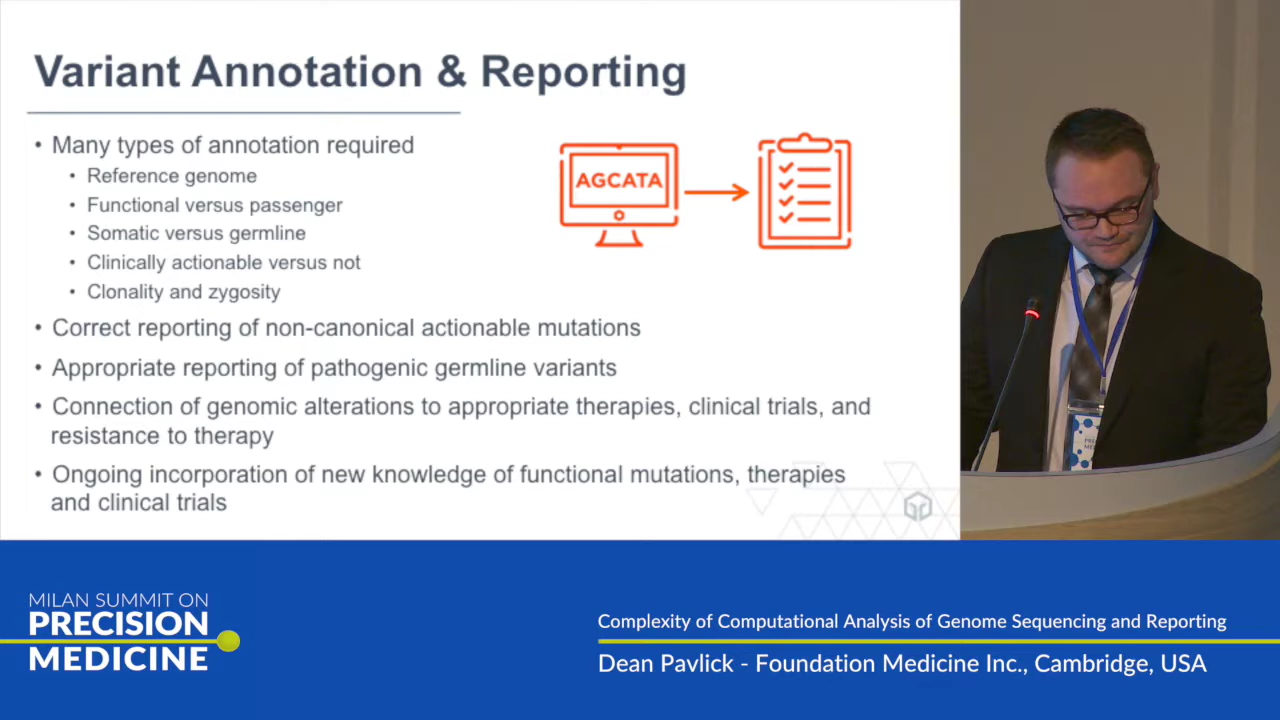 Variant Annotation & Reporting
• Many types of annotation required
• Reference genome
• Functional versus passenger
• Somatic versus germline
• Clinically actionable versus not
• Clonality and zygosity
AGCATA
• Correct reporting of non-canonical actionable mutations
• Appropriate reporting of pathogenic germline variants
• Connection of genomic alterations to appropriate therapies, clinical trials, and
resistance to therapy
• Ongoing incorporation of new knowledge of functional mutations, therapies
and clinical trials
MILAN SUMMIT ON
PRECISION
MEDICINE
Complexity of Computational Analysis of Genome Sequencing and Reporting
Dean Pavlick - Foundation Medicine Inc., Cambridge, USA